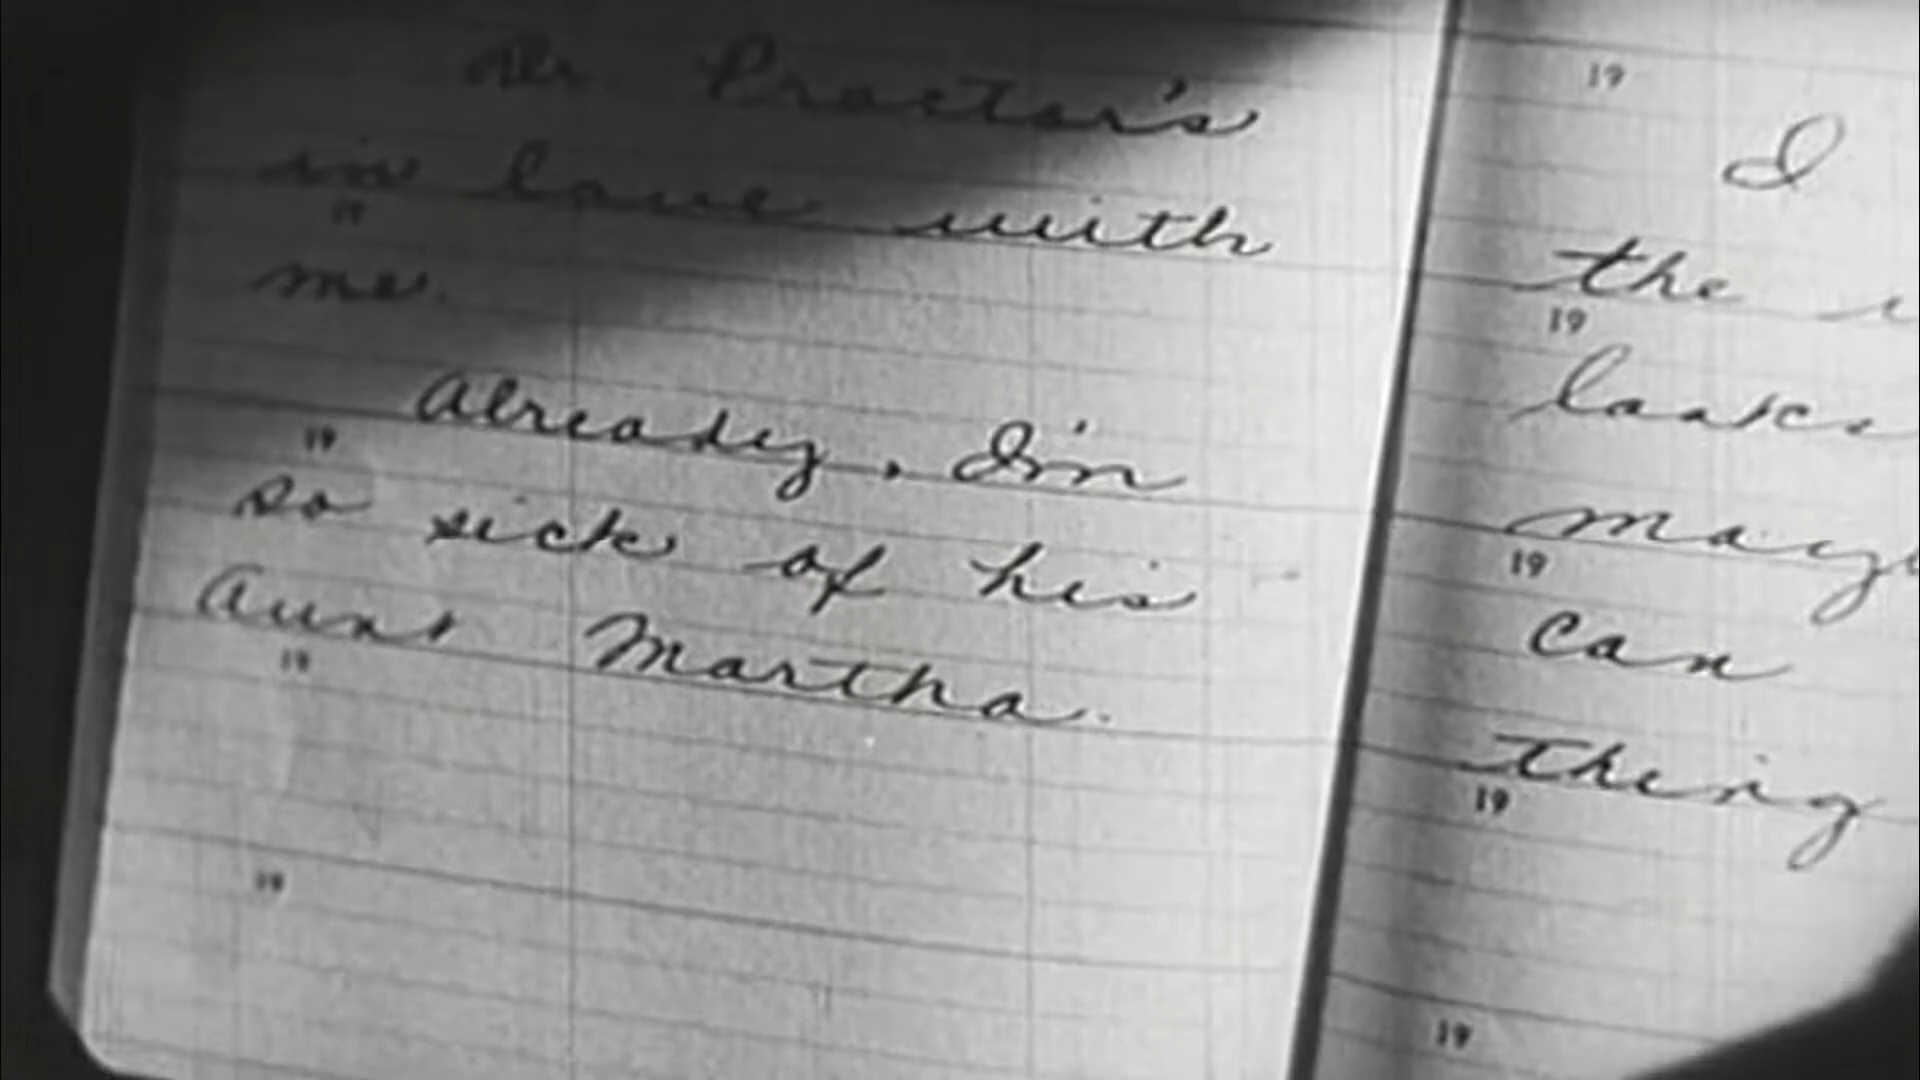 Dr Proctor's
in love with
me.
Already, I'm
so sick of his
Aunt Martha.
19
19
19
19
I
19
the
19
looks
19
can
thing
19
19